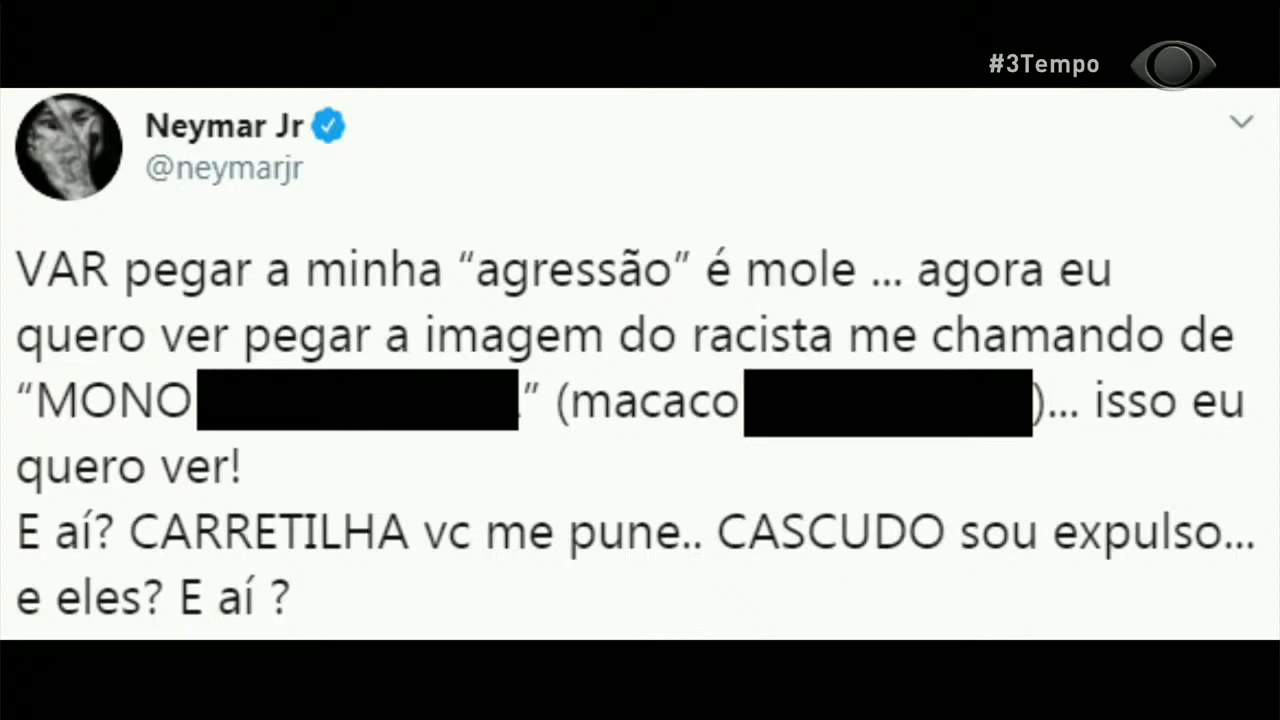 #3Tempo
Neymar Jr
@neymarjr
VAR pegar a minha “agressão” é mole ... agora eu
quero ver pegar a imagem do racista me chamando de
“MONO ” (macaco )... isso eu
quero ver!
E aí? CARRETILHA vc me pune.. CASCUDO sou expulso...
e eles? E aí ?